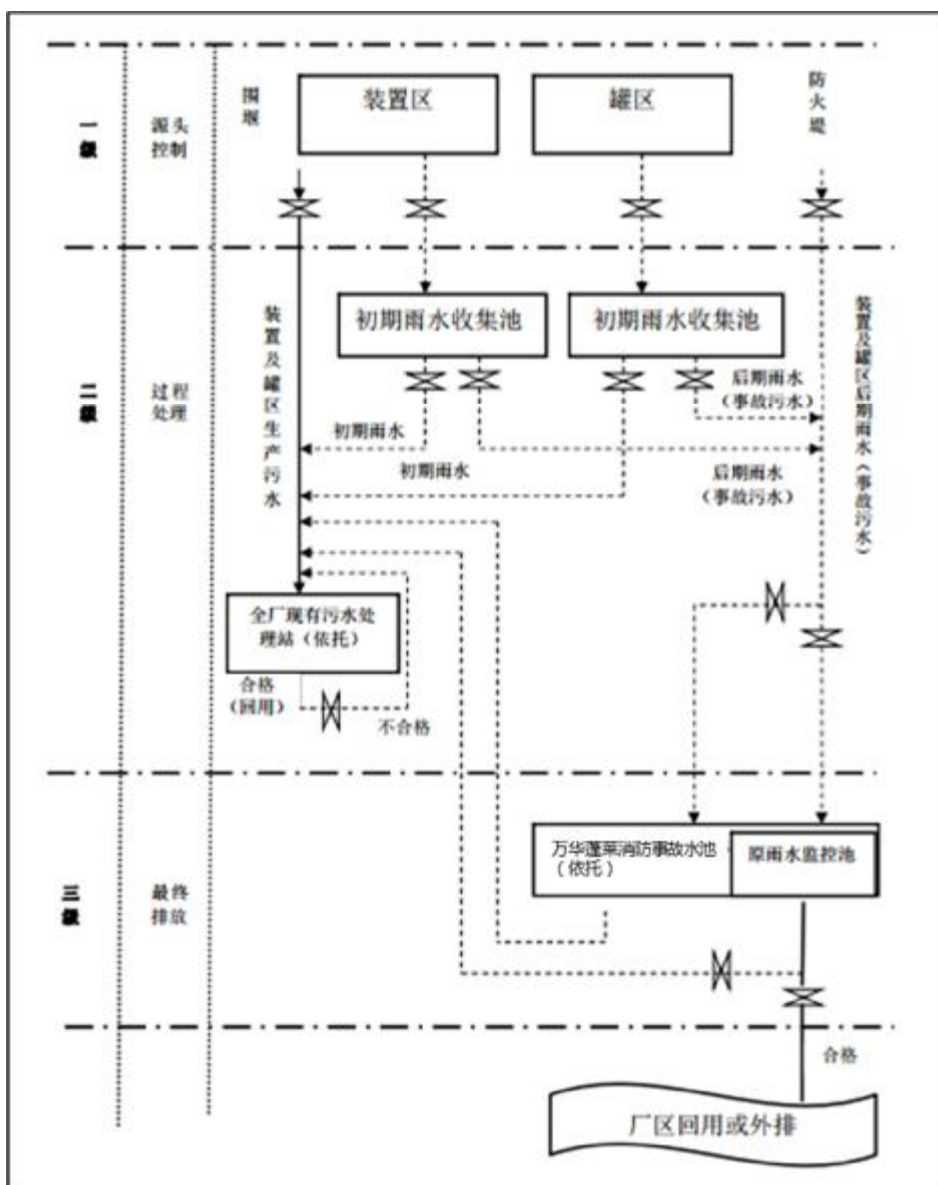 一级
源头
控制
围堰
装置区
罐区
防火堤
二级
过程
处理
装置及罐区生产污水
初期雨水收集池
初期雨水收集池
装置及罐区后期雨水（事故污水）
后期雨水
（事故污水）
初期雨水
初期雨水
后期雨水
（事故污水）
全厂现有污水处
理站（依托）
合格
（回用）
不合格
三级
最终
排放
万华蓬莱消防事故水池
（依托）
原雨水监控池
合格
厂区回用或外排